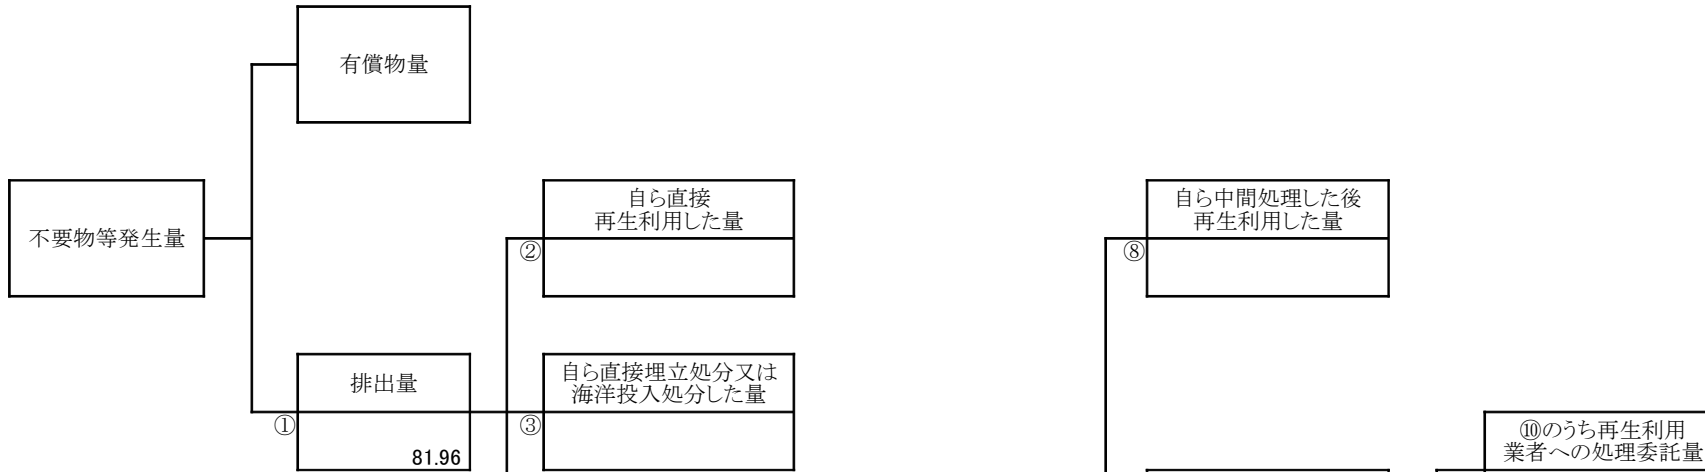 有償物量
不要物等発生量
自ら直接
再生利用した量
②
自ら中間処理した後
再生利用した量
⑧
排出量
①
81.96
自ら直接埋立処分又は
海洋投入処分した量
③
⑩のうち再生利用
業者への処理委託量